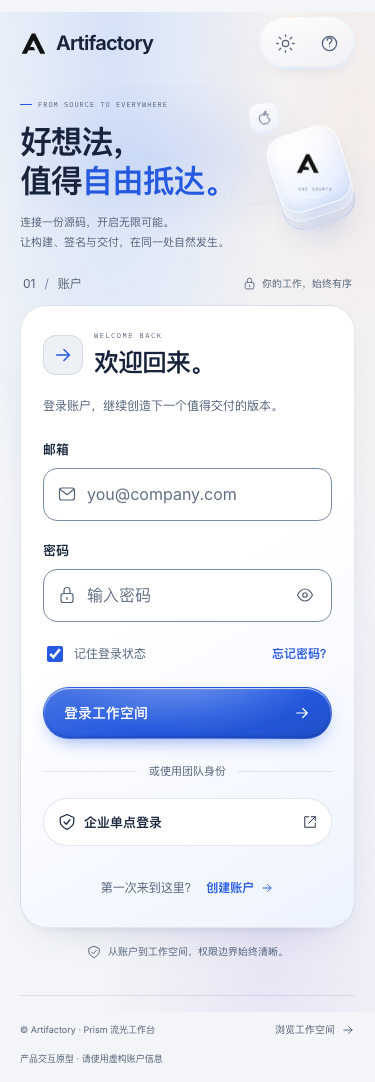 Artifactory
FROM SOURCE TO EVERYWHERE
好想法，
值得自由抵达。
连接一份源码，开启无限可能。
让构建、签名与交付，在同一处自然发生。
01 / 账户
你的工作，始终有序
WELCOME BACK
欢迎回来。
登录账户，继续创造下一个值得交付的版本。
邮箱
you@company.com
密码
输入密码
记住登录状态
忘记密码?
登录工作空间
或使用团队身份
企业单点登录
第一次来到这里? 创建账户
从账户到工作空间，权限边界始终清晰。
© Artifactory · Prism 流光工作台
浏览工作空间
产品交互原型 · 请使用虚构账户信息